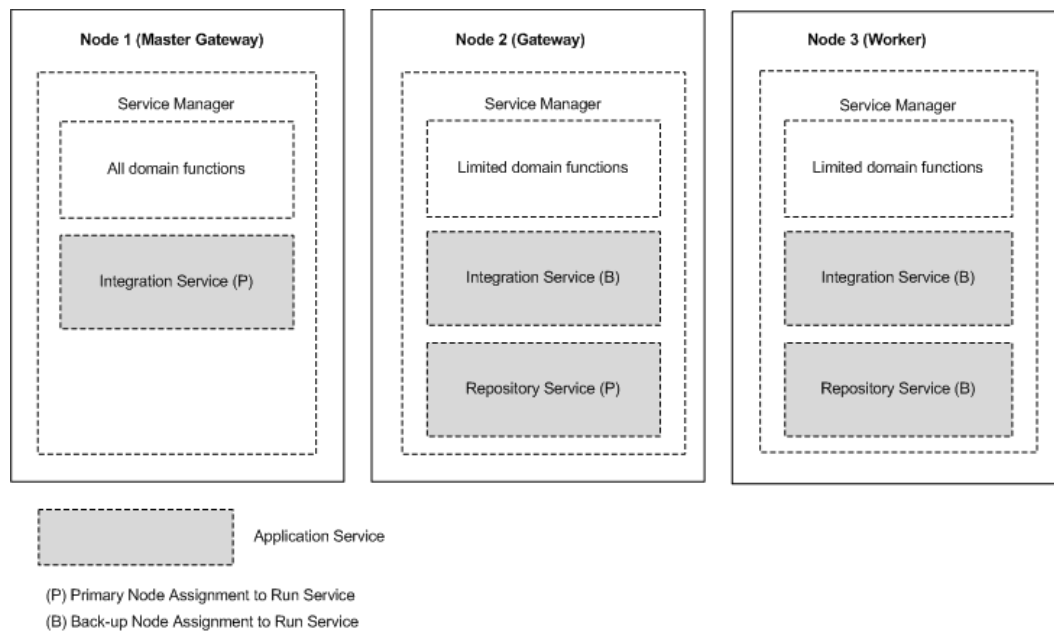 Node 1 (Master Gateway)
Service Manager
All domain functions
Integration Service (P)
Node 2 (Gateway)
Service Manager
Limited domain functions
Integration Service (B)
Repository Service (P)
Node 3 (Worker)
Service Manager
Limited domain functions
Integration Service (B)
Repository Service (B)
Application Service
(P) Primary Node Assignment to Run Service
(B) Back-up Node Assignment to Run Service